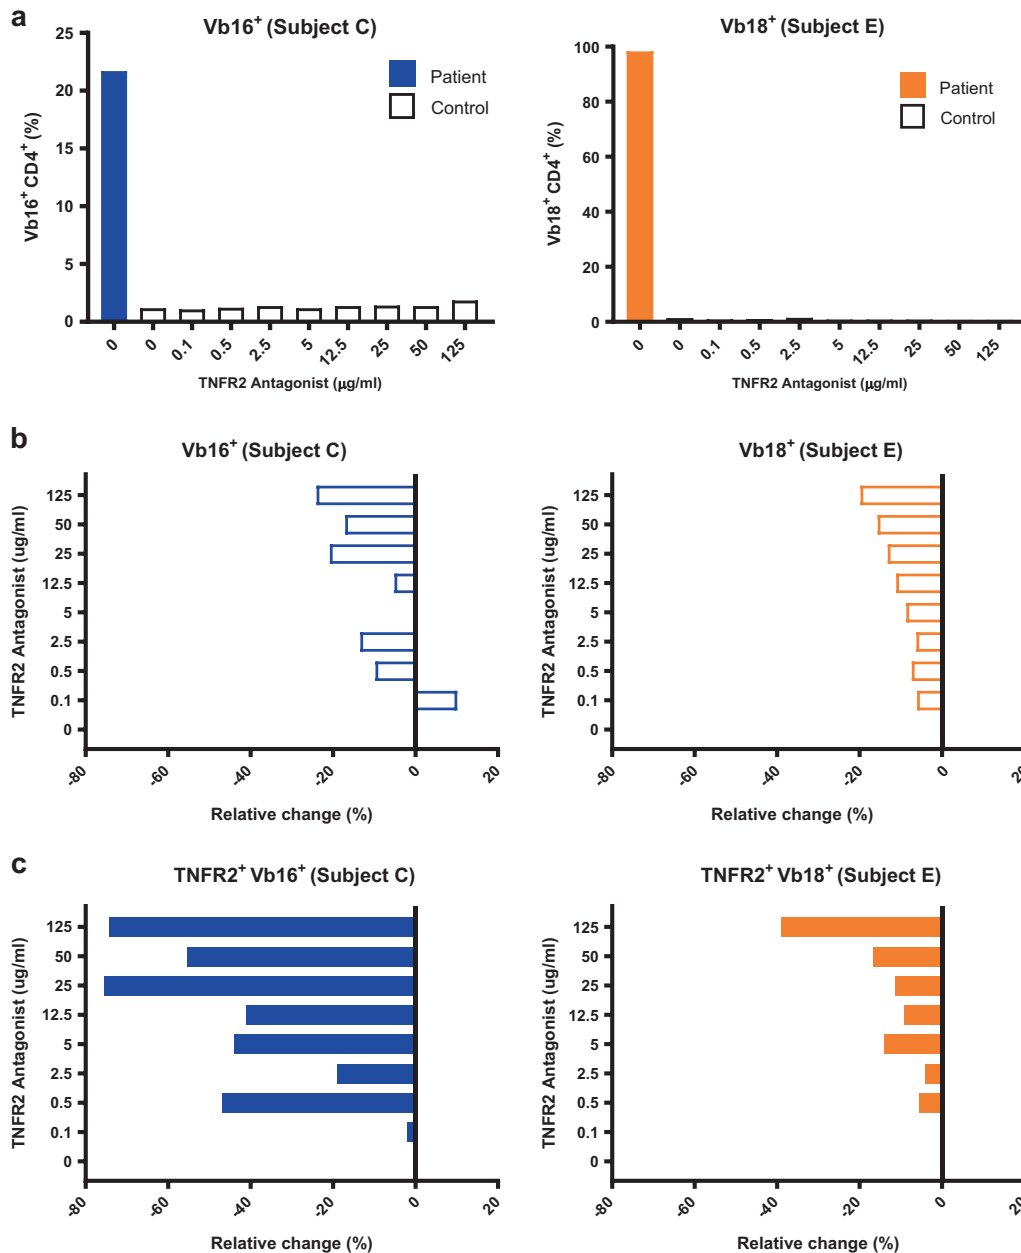 a
Vb16⁺ (Subject C)
Vb16⁺ CD4⁺ (%)
25
20
15
10
5
0
Patient
Control
0 0 0.1 0.5 2.5 5 12.5 25 50 125
TNFR2 Antagonist (μg/ml)
Vb18⁺ (Subject E)
Vb18⁺ CD4⁺ (%)
100
80
60
40
20
0
Patient
Control
0 0 0.1 0.5 2.5 5 12.5 25 50 125
TNFR2 Antagonist (μg/ml)
b
Vb16⁺ (Subject C)
TNFR2 Antagonist (ug/ml)
125
50
25
12.5
5
2.5
0.5
0.1
0
-80 -60 -40 -20 0 20
Relative change (%)
Vb18⁺ (Subject E)
TNFR2 Antagonist (ug/ml)
125
50
25
12.5
5
2.5
0.5
0.1
0
-80 -60 -40 -20 0 20
Relative change (%)
c
TNFR2⁺ Vb16⁺ (Subject C)
TNFR2 Antagonist (ug/ml)
125
50
25
12.5
5
2.5
0.5
0.1
0
-80 -60 -40 -20 0 20
Relative change (%)
TNFR2⁺ Vb18⁺ (Subject E)
TNFR2 Antagonist (ug/ml)
125
50
25
12.5
5
2.5
0.5
0.1
0
-80 -60 -40 -20 0 20
Relative change (%)